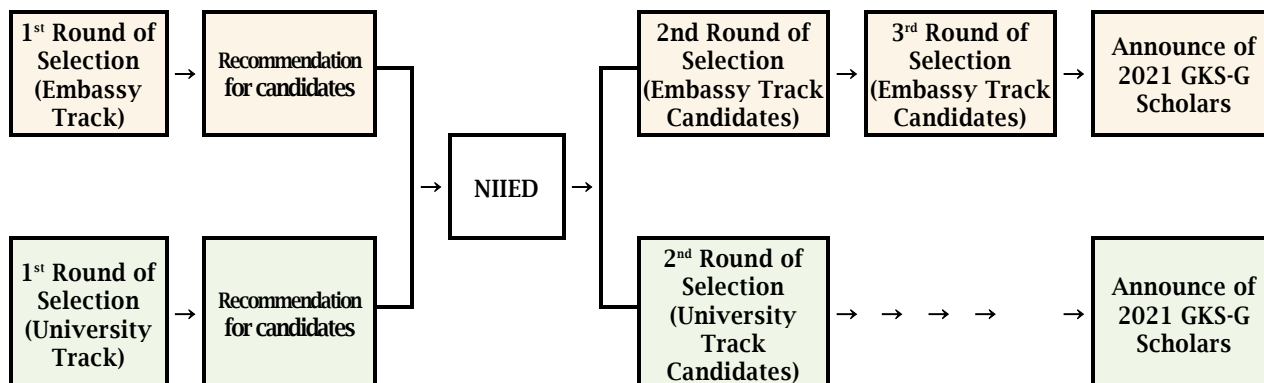 1st Round of
Selection
(Embassy
Track)
→
Recommendation
for candidates
→
NIIED
→
2nd Round of
Selection
(Embassy Track
Candidates)
→
3rd Round of
Selection
(Embassy Track
Candidates)
→
Announce of
2021 GKS-G
Scholars
1st Round of
Selection
(University
Track)
→
Recommendation
for candidates
2nd Round of
Selection
(University
Track
Candidates)
→ → → → →
Announce of
2021 GKS-G
Scholars